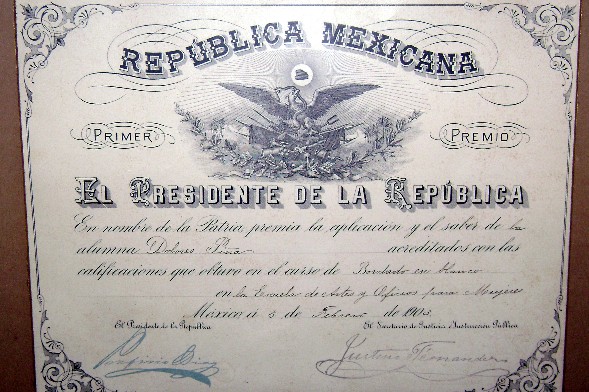 REPÚBLICA MEXICANA
PRIMER PREMIO
EL PRESIDENTE DE LA REPÚBLICA
En nombre de la Patria premia la aplicación y el saber de la
alumna Dolores Piña acreditados con las
calificaciones que obtuvo en el curso de Bordado en blanco
en la Escuela de Artes y Oficios para Mujeres
México á 5 de Febrero de 1903
El Presidente de la República El Secretario de Justicia é Instrucción Pública
Porfirio Díaz Justino Fernández